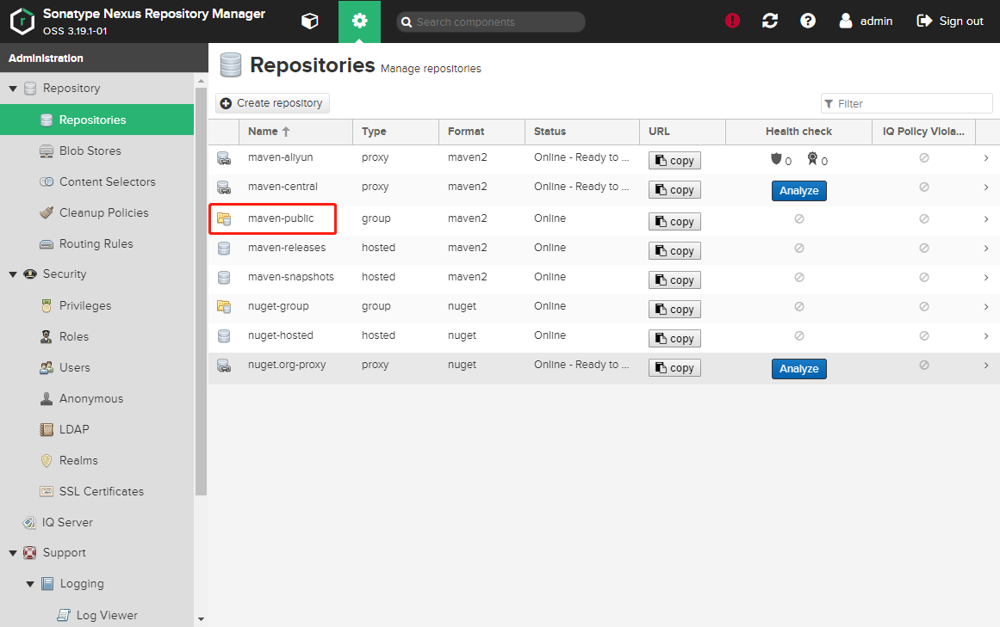 Sonatype Nexus Repository Manager
OSS 3.19.1-01
Search components
admin
Sign out
Administration
Repository
Repositories
Blob Stores
Content Selectors
Cleanup Policies
Routing Rules
Security
Privileges
Roles
Users
Anonymous
LDAP
Realms
SSL Certificates
IQ Server
Support
Logging
Log Viewer
Repositories Manage repositories
Create repository
Filter
Name Type Format Status URL Health check IQ Policy Viola...
maven-aliyun proxy maven2 Online - Ready to ... copy 0 0
maven-central proxy maven2 Online - Ready to ... copy Analyze
maven-public group maven2 Online copy
maven-releases hosted maven2 Online copy
maven-snapshots hosted maven2 Online copy
nuget-group group nuget Online copy
nuget-hosted hosted nuget Online copy
nuget.org-proxy proxy nuget Online - Ready to ... copy Analyze